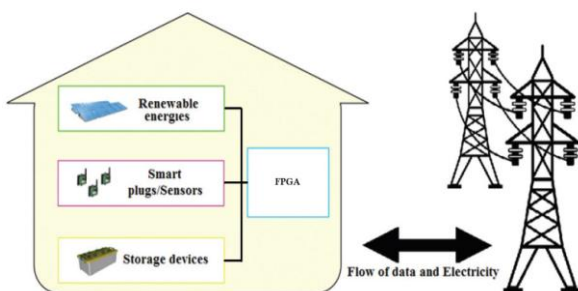 Renewable
energies
Smart
plugs/Sensors
FPGA
Storage devices
Flow of data and Electricity